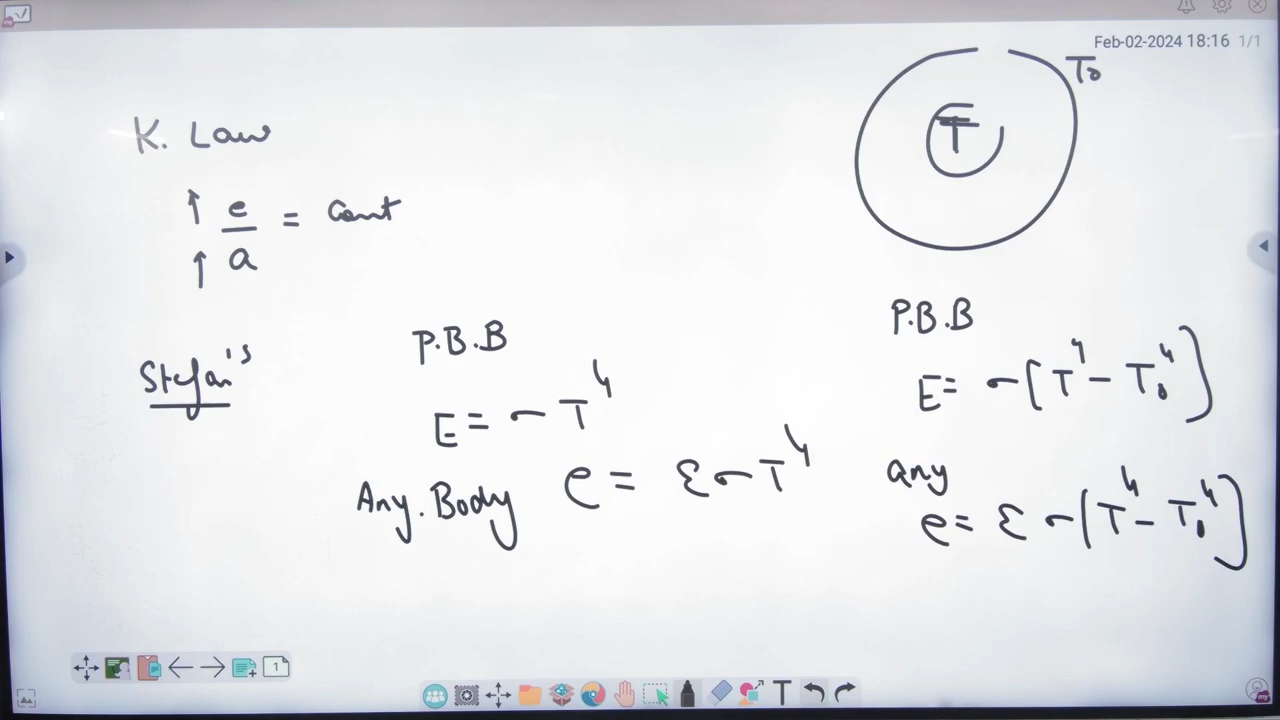 Feb-02-2024 18:16 1/1
T₀
T
K. Law
↑ e/a = Const
↑
Stefan's
P.B.B
E = σT⁴
Any. Body e = εσT⁴
P.B.B
E = σ[T⁴ - T₀⁴]
any
e = εσ(T⁴ - T₀⁴)
1
T